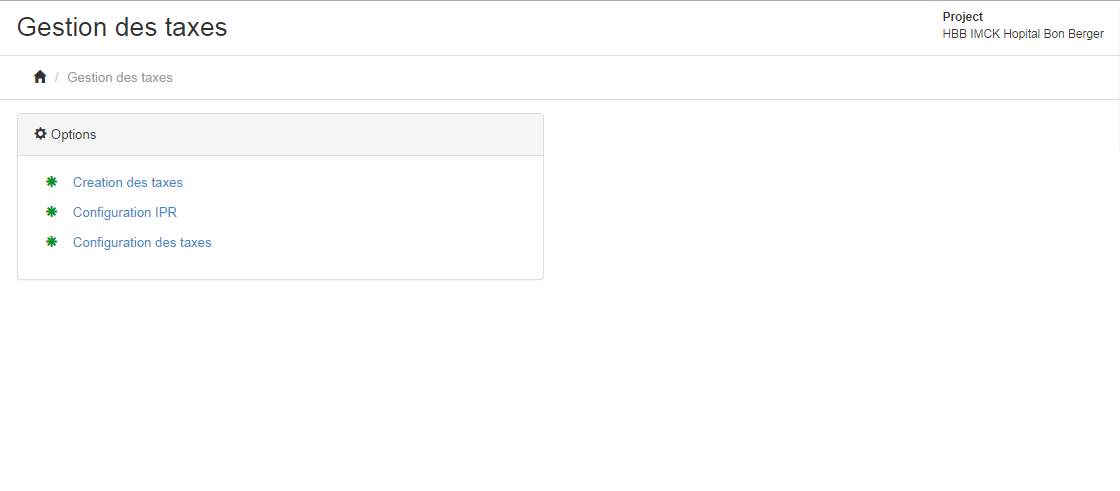 Gestion des taxes
Project
HBB IMCK Hopital Bon Berger
/ Gestion des taxes
Options
Creation des taxes
Configuration IPR
Configuration des taxes